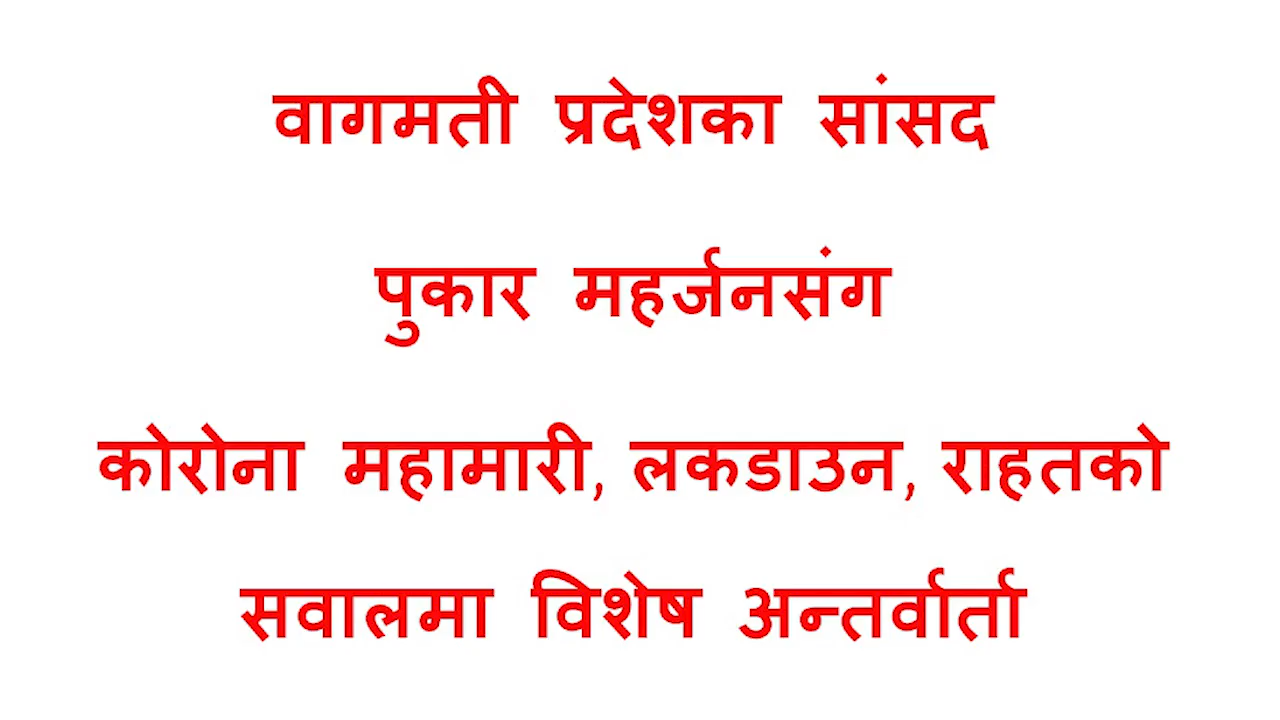 वागमती प्रदेशका सांसद
पुकार महर्जनसंग
कोरोना महामारी, लकडाउन, राहतको
सवालमा विशेष अन्तर्वार्ता